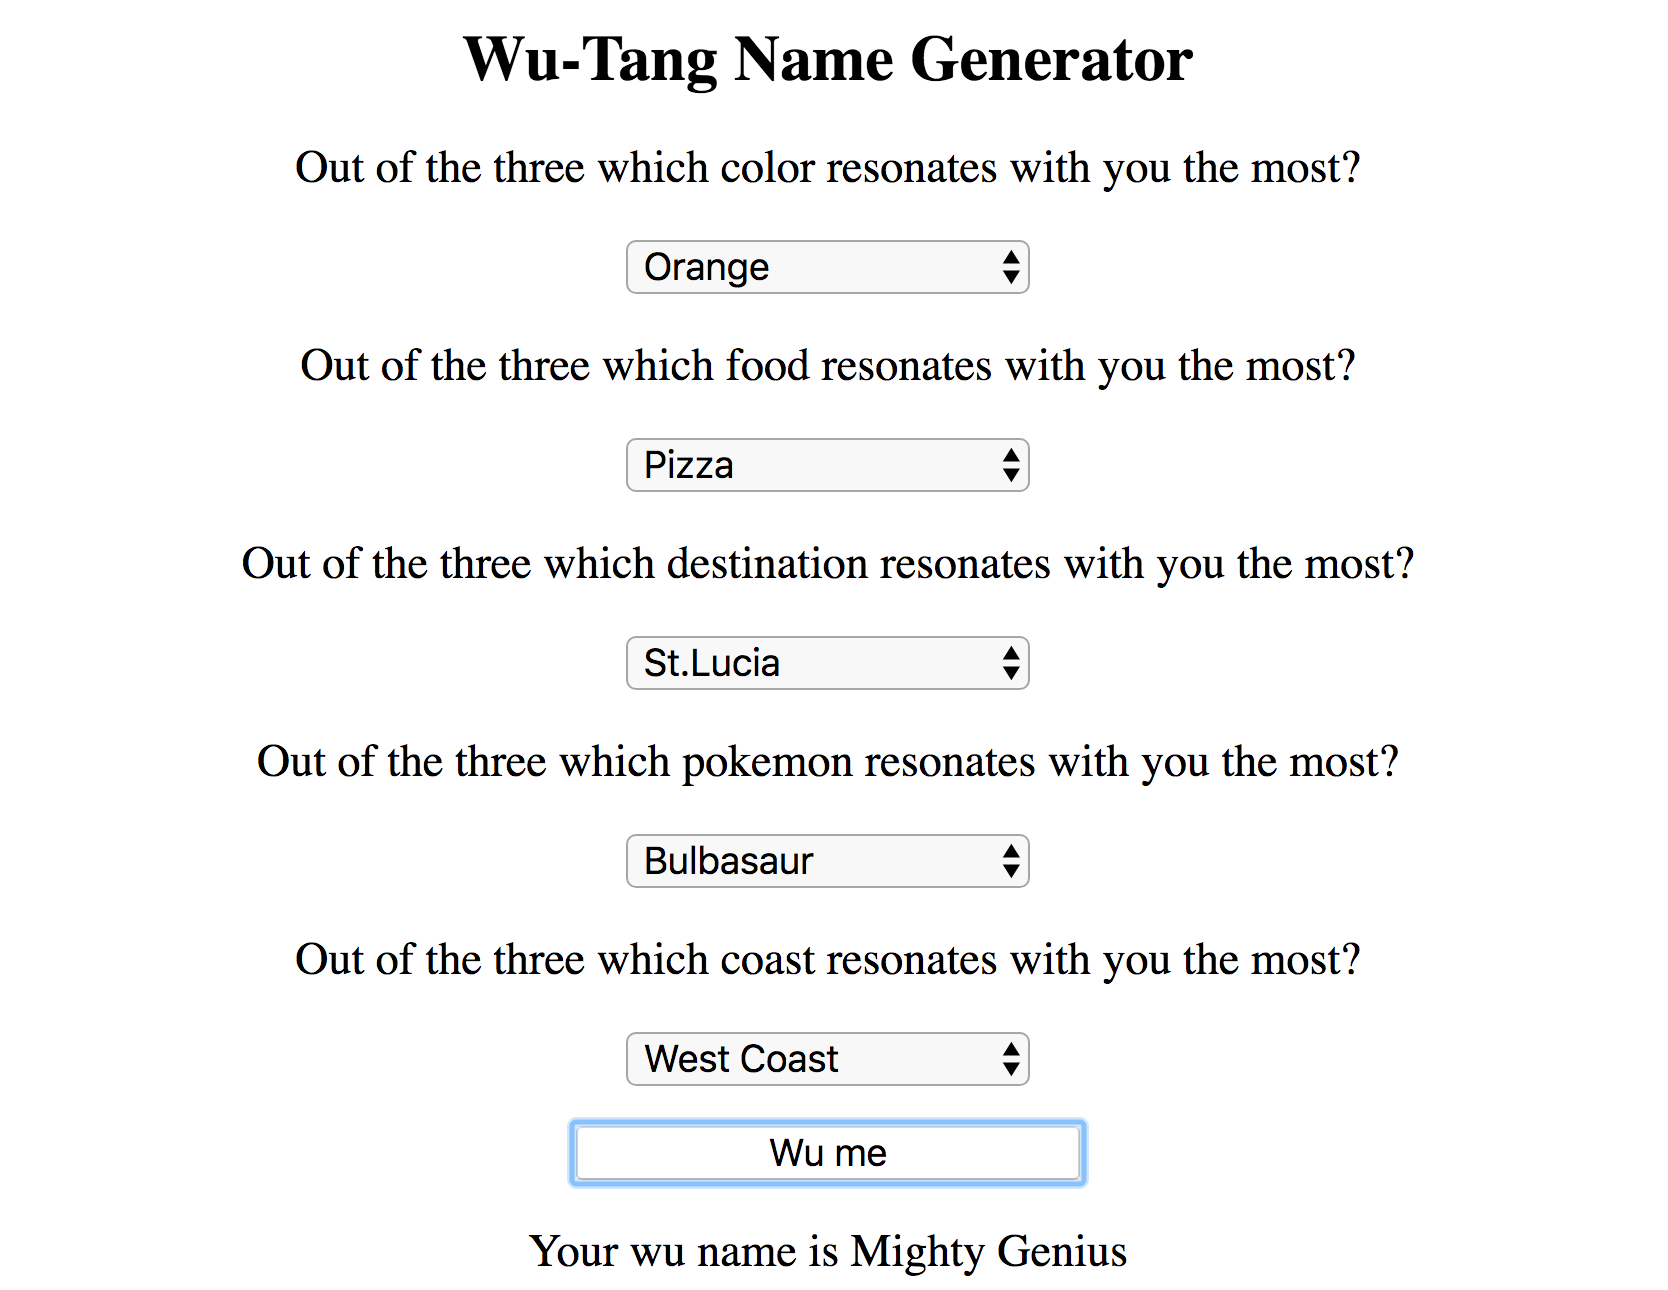 Wu-Tang Name Generator
Out of the three which color resonates with you the most?
Orange
Out of the three which food resonates with you the most?
Pizza
Out of the three which destination resonates with you the most?
St.Lucia
Out of the three which pokemon resonates with you the most?
Bulbasaur
Out of the three which coast resonates with you the most?
West Coast
Wu me
Your wu name is Mighty Genius